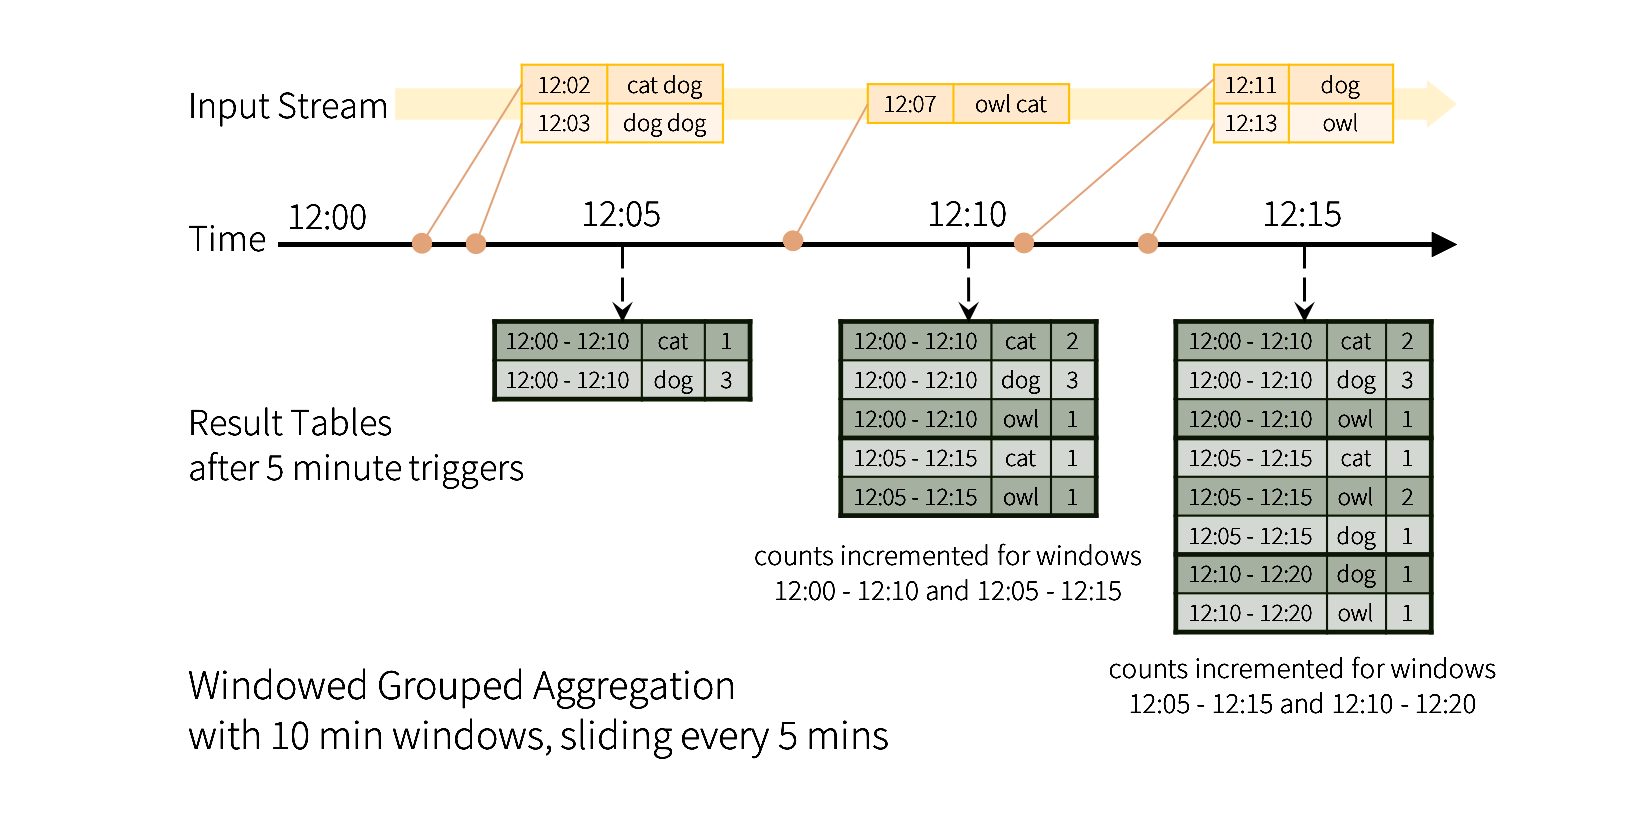 Input Stream
12:02 cat dog
12:03 dog dog
12:07 owl cat
12:11 dog
12:13 owl
Time
12:00 12:05 12:10 12:15
Result Tables
after 5 minute triggers
12:00 - 12:10 cat 1
12:00 - 12:10 dog 3
12:00 - 12:10 cat 2
12:00 - 12:10 dog 3
12:00 - 12:10 owl 1
12:05 - 12:15 cat 1
12:05 - 12:15 owl 1
counts incremented for windows
12:00 - 12:10 and 12:05 - 12:15
12:00 - 12:10 cat 2
12:00 - 12:10 dog 3
12:00 - 12:10 owl 1
12:05 - 12:15 cat 1
12:05 - 12:15 owl 2
12:05 - 12:15 dog 1
12:10 - 12:20 dog 1
12:10 - 12:20 owl 1
counts incremented for windows
12:05 - 12:15 and 12:10 - 12:20
Windowed Grouped Aggregation
with 10 min windows, sliding every 5 mins